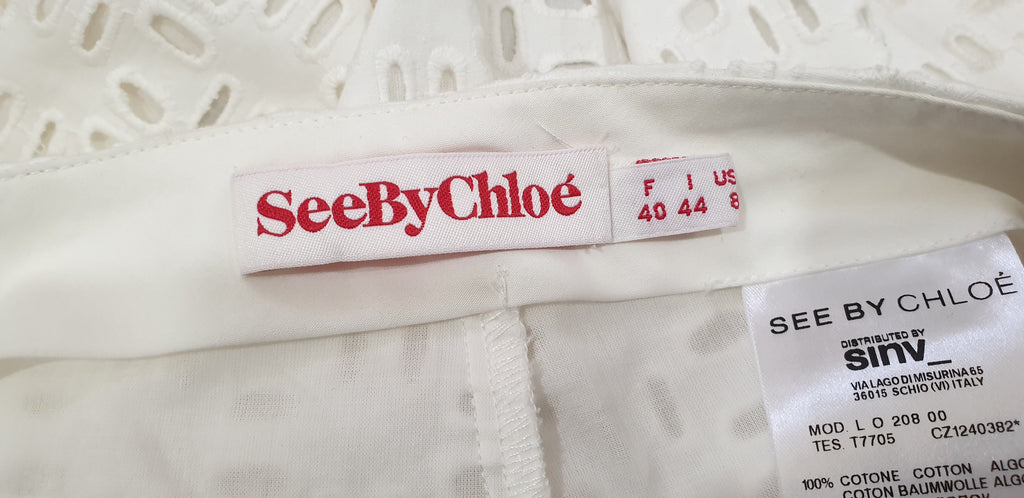 SeeByChloé
F I US
40 44 8
SEE BY CHLOÉ
DISTRIBUTED BY
sinv_
VIA LAGO DI MISURINA 65
36015 SCHIO (VI) ITALY
MOD. L O 208 00
TES. T7705 CZ1240382*
100% COTONE COTTON ALGO
COTON BAUMWOLLE ALG